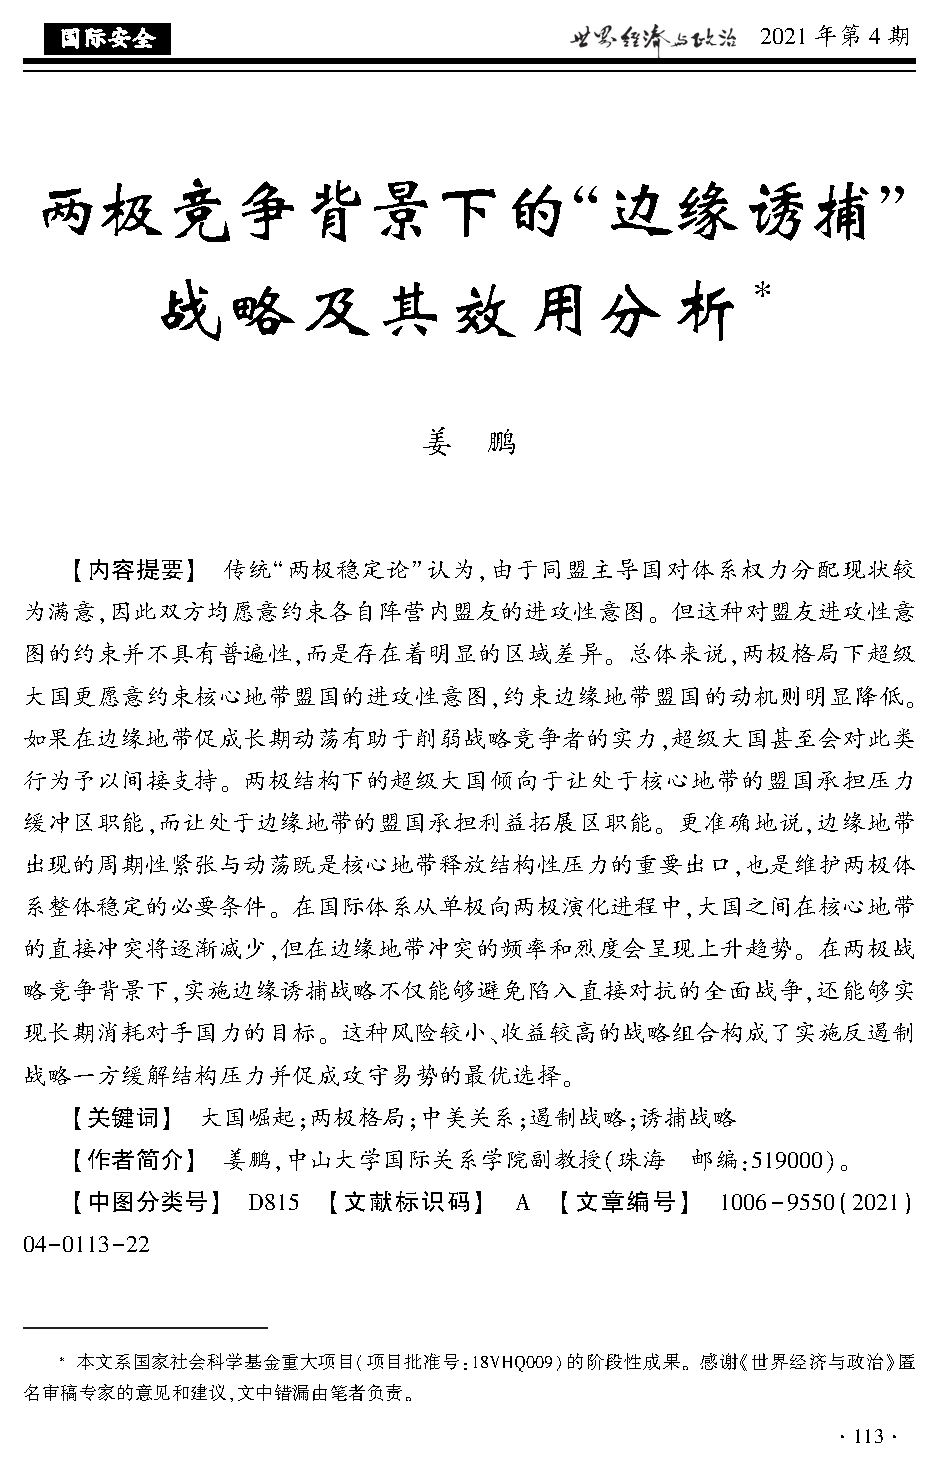 国际安全 世界经济与政治 2021 年第 4 期
两极竞争背景下的“边缘诱捕”
战略及其效用分析*
姜 鹏
【内容提要】 传统“两极稳定论”认为,由于同盟主导国对体系权力分配现状较
为满意,因此双方均愿意约束各自阵营内盟友的进攻性意图。但这种对盟友进攻性意
图的约束并不具有普遍性,而是存在着明显的区域差异。总体来说,两极格局下超级
大国更愿意约束核心地带盟国的进攻性意图,约束边缘地带盟国的动机则明显降低。
如果在边缘地带促成长期动荡有助于削弱战略竞争者的实力,超级大国甚至会对此类
行为予以间接支持。两极结构下的超级大国倾向于让处于核心地带的盟国承担压力
缓冲区职能,而让处于边缘地带的盟国承担利益拓展区职能。更准确地说,边缘地带
出现的周期性紧张与动荡既是核心地带释放结构性压力的重要出口,也是维护两极体
系整体稳定的必要条件。在国际体系从单极向两极演化进程中,大国之间在核心地带
的直接冲突将逐渐减少,但在边缘地带冲突的频率和烈度会呈现上升趋势。在两极战
略竞争背景下,实施边缘诱捕战略不仅能够避免陷入直接对抗的全面战争,还能够实
现长期消耗对手国力的目标。这种风险较小、收益较高的战略组合构成了实施反遏制
战略一方缓解结构压力并促成攻守易势的最优选择。
【关键词】 大国崛起;两极格局;中美关系;遏制战略;诱捕战略
【作者简介】 姜鹏,中山大学国际关系学院副教授(珠海 邮编:519000)。
【中图分类号】 D815 【文献标识码】 A 【文章编号】 1006-9550(2021)
04-0113-22
* 本文系国家社会科学基金重大项目(项目批准号:18VHQ009)的阶段性成果。感谢《世界经济与政治》匿
名审稿专家的意见和建议,文中错漏由笔者负责。
· 113 ·